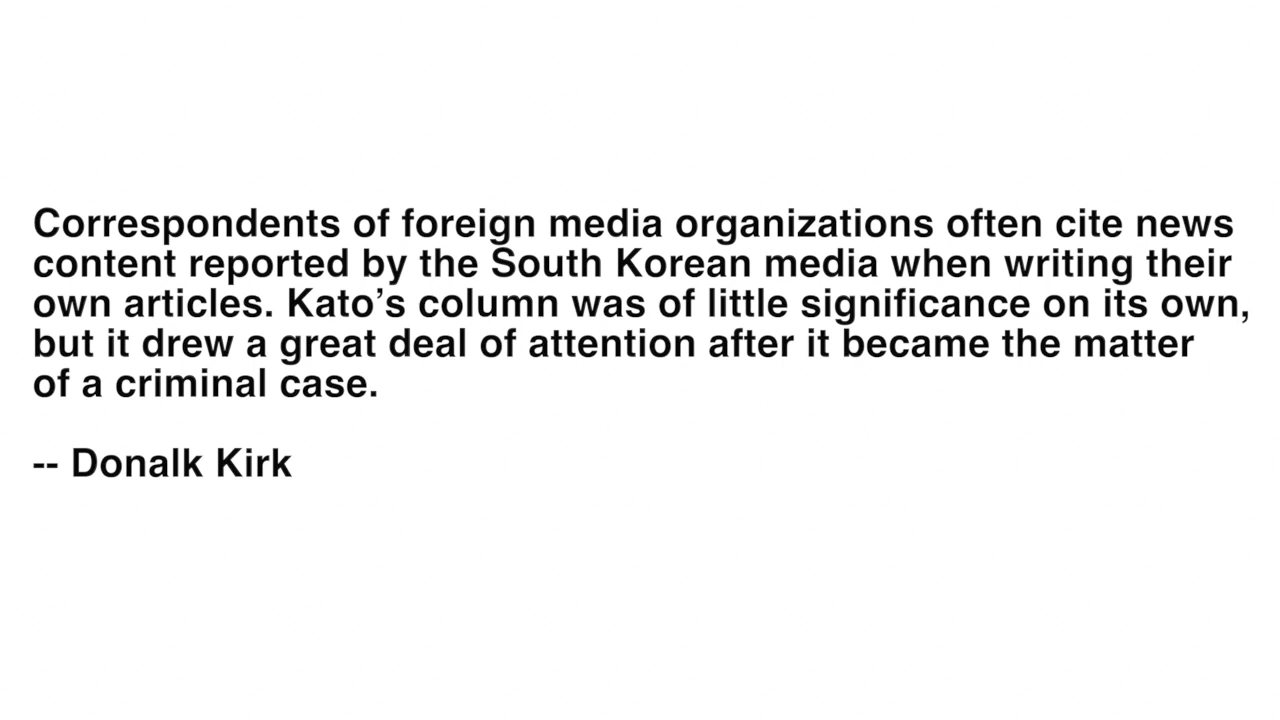 Correspondents of foreign media organizations often cite news
content reported by the South Korean media when writing their
own articles. Kato’s column was of little significance on its own,
but it drew a great deal of attention after it became the matter
of a criminal case.
-- Donalk Kirk